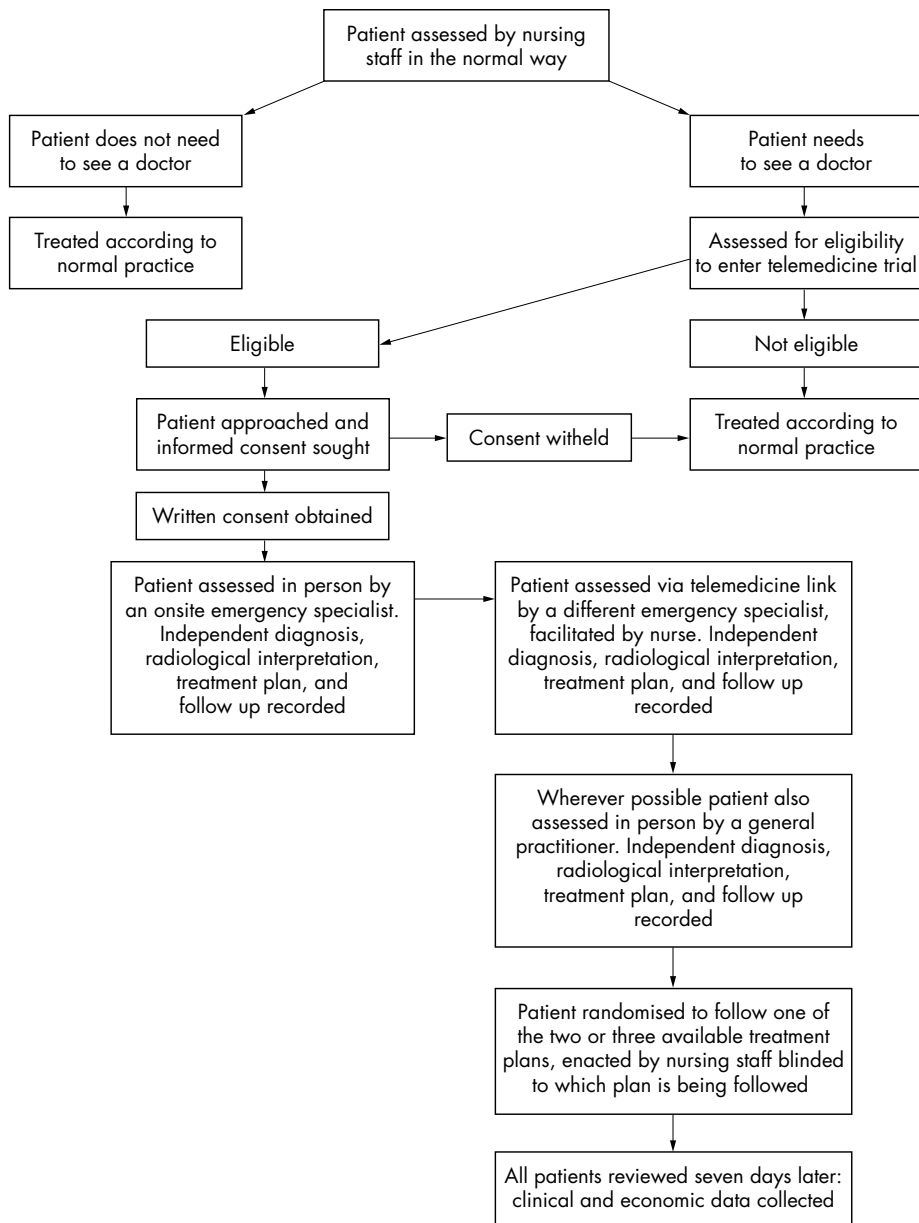 Patient assessed by nursing
staff in the normal way
Patient does not need
to see a doctor
Patient needs
to see a doctor
Treated according to
normal practice
Assessed for eligibility
to enter telemedicine trial
Eligible
Not eligible
Patient approached and
informed consent sought
Consent witheld
Treated according to
normal practice
Written consent obtained
Patient assessed in person by
an onsite emergency specialist.
Independent diagnosis,
radiological interpretation,
treatment plan, and
follow up recorded
Patient assessed via telemedicine link
by a different emergency specialist,
facilitated by nurse. Independent
diagnosis, radiological interpretation,
treatment plan, and follow up
recorded
Wherever possible patient also
assessed in person by a general
practitioner. Independent diagnosis,
radiological interpretation,
treatment plan, and follow up
recorded
Patient randomised to follow one of
the two or three available treatment
plans, enacted by nursing staff blinded
to which plan is being followed
All patients reviewed seven days later:
clinical and economic data collected